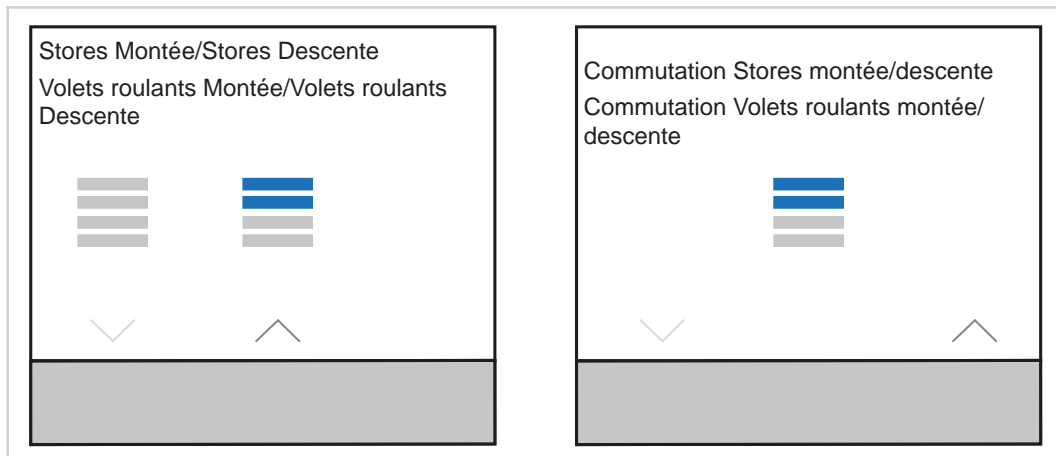 Stores Montée/Stores Descente
Volets roulants Montée/Volets roulants
Descente
Commutation Stores montée/descente
Commutation Volets roulants montée/
descente